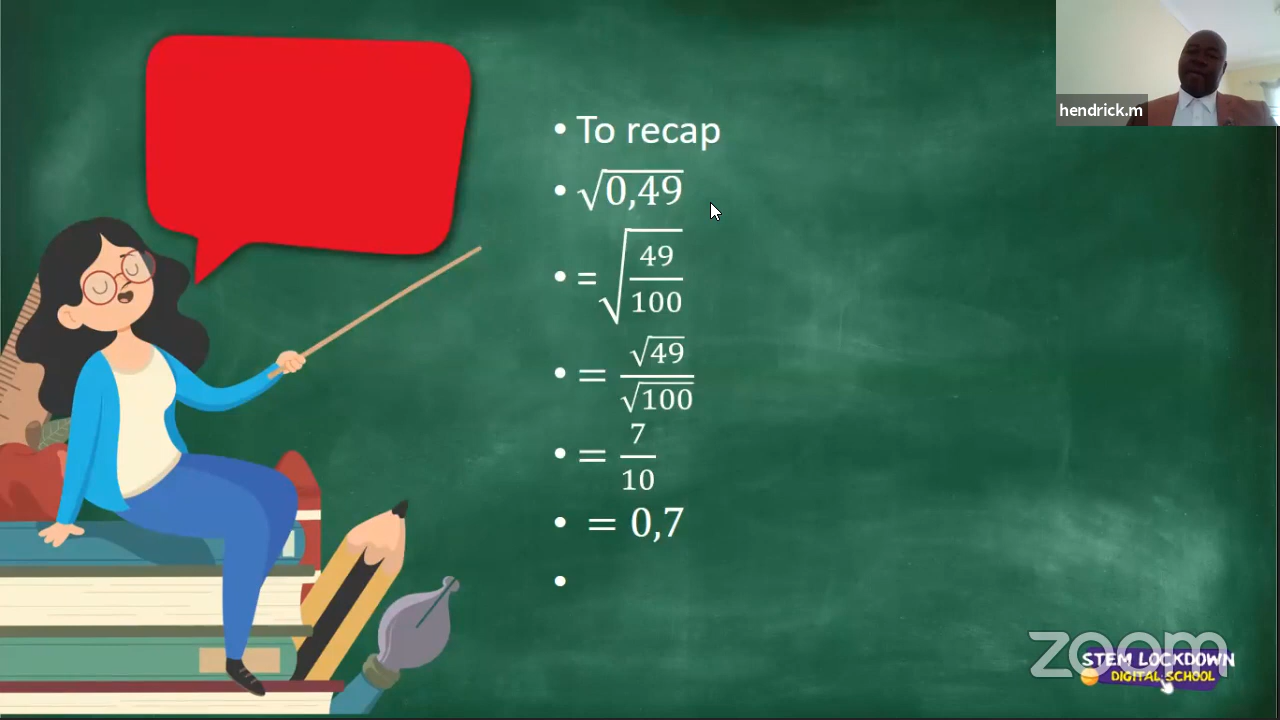 • To recap
• √0,49
• = √(49/100)
• = √49/√100
• = 7/10
• = 0,7
•
hendrick.m
zoom
STEM LOCKDOWN
DIGITAL SCHOOL